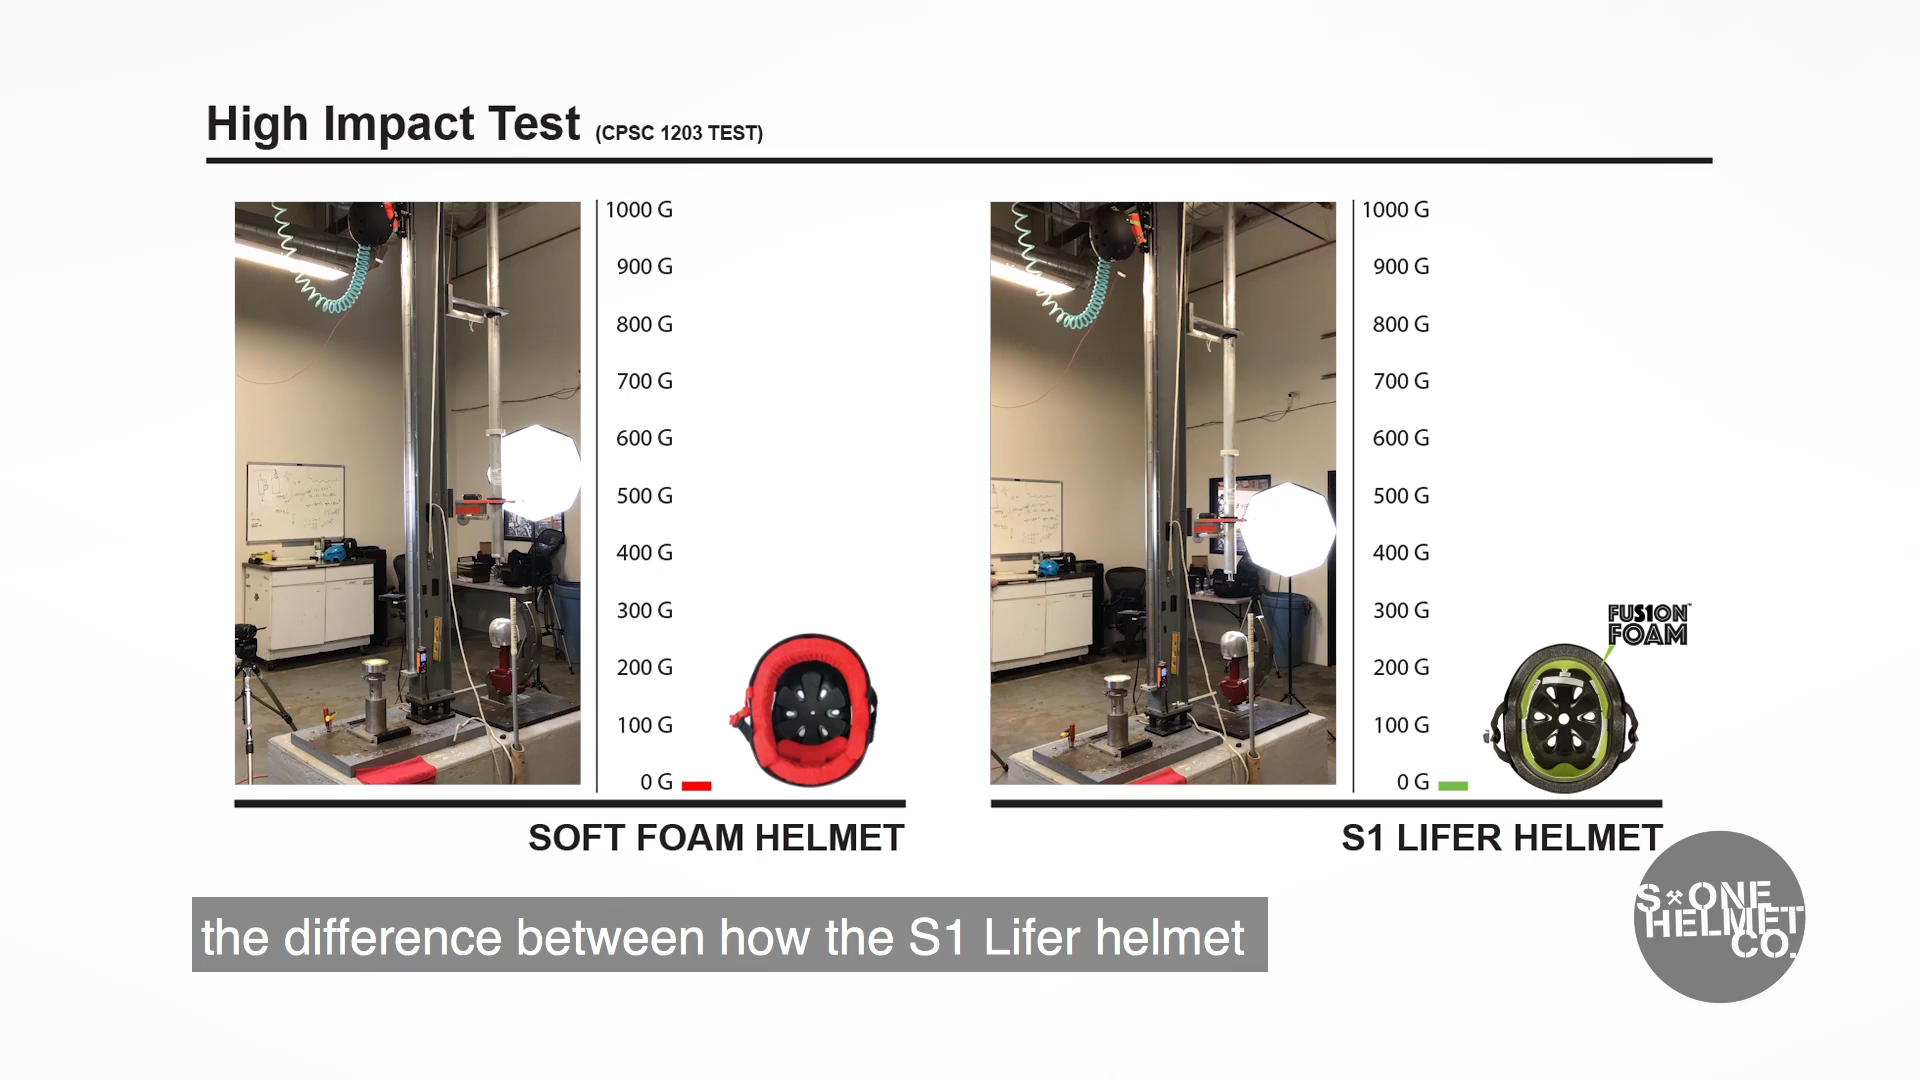 High Impact Test (CPSC 1203 TEST)
1000 G
900 G
800 G
700 G
600 G
500 G
400 G
300 G
200 G
100 G
0 G
SOFT FOAM HELMET
1000 G
900 G
800 G
700 G
600 G
500 G
400 G
300 G
200 G
100 G
0 G
FUS1ON™
FOAM
S1 LIFER HELMET
the difference between how the S1 Lifer helmet
S ONE
HELMET
CO.